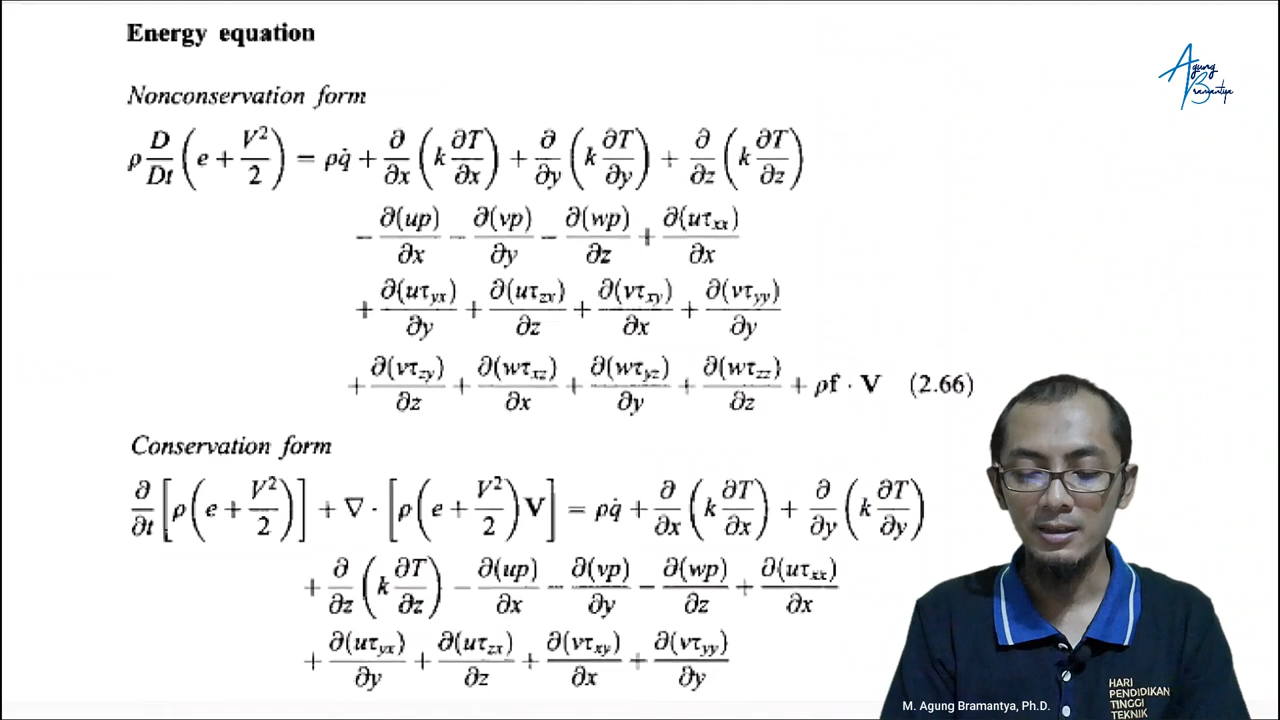 Energy equation
Agung
Bramantya
Nonconservation form
ρ D/Dt (e + V²/2) = ρq̇ + ∂/∂x (k ∂T/∂x) + ∂/∂y (k ∂T/∂y) + ∂/∂z (k ∂T/∂z)
− ∂(up)/∂x − ∂(vp)/∂y − ∂(wp)/∂z + ∂(uτxx)/∂x
+ ∂(uτyx)/∂y + ∂(uτzx)/∂z + ∂(vτxy)/∂x + ∂(vτyy)/∂y
+ ∂(vτzy)/∂z + ∂(wτxz)/∂x + ∂(wτyz)/∂y + ∂(wτzz)/∂z + ρf · V (2.66)
Conservation form
∂/∂t [ρ(e + V²/2)] + ∇ · [ρ(e + V²/2)V] = ρq̇ + ∂/∂x (k ∂T/∂x) + ∂/∂y (k ∂T/∂y)
+ ∂/∂z (k ∂T/∂z) − ∂(up)/∂x − ∂(vp)/∂y − ∂(wp)/∂z + ∂(uτxx)/∂x
+ ∂(uτyx)/∂y + ∂(uτzx)/∂z + ∂(vτxy)/∂x + ∂(vτyy)/∂y
HARI
PENDIDIKAN
TINGGI
TEKNIK
M. Agung Bramantya, Ph.D.